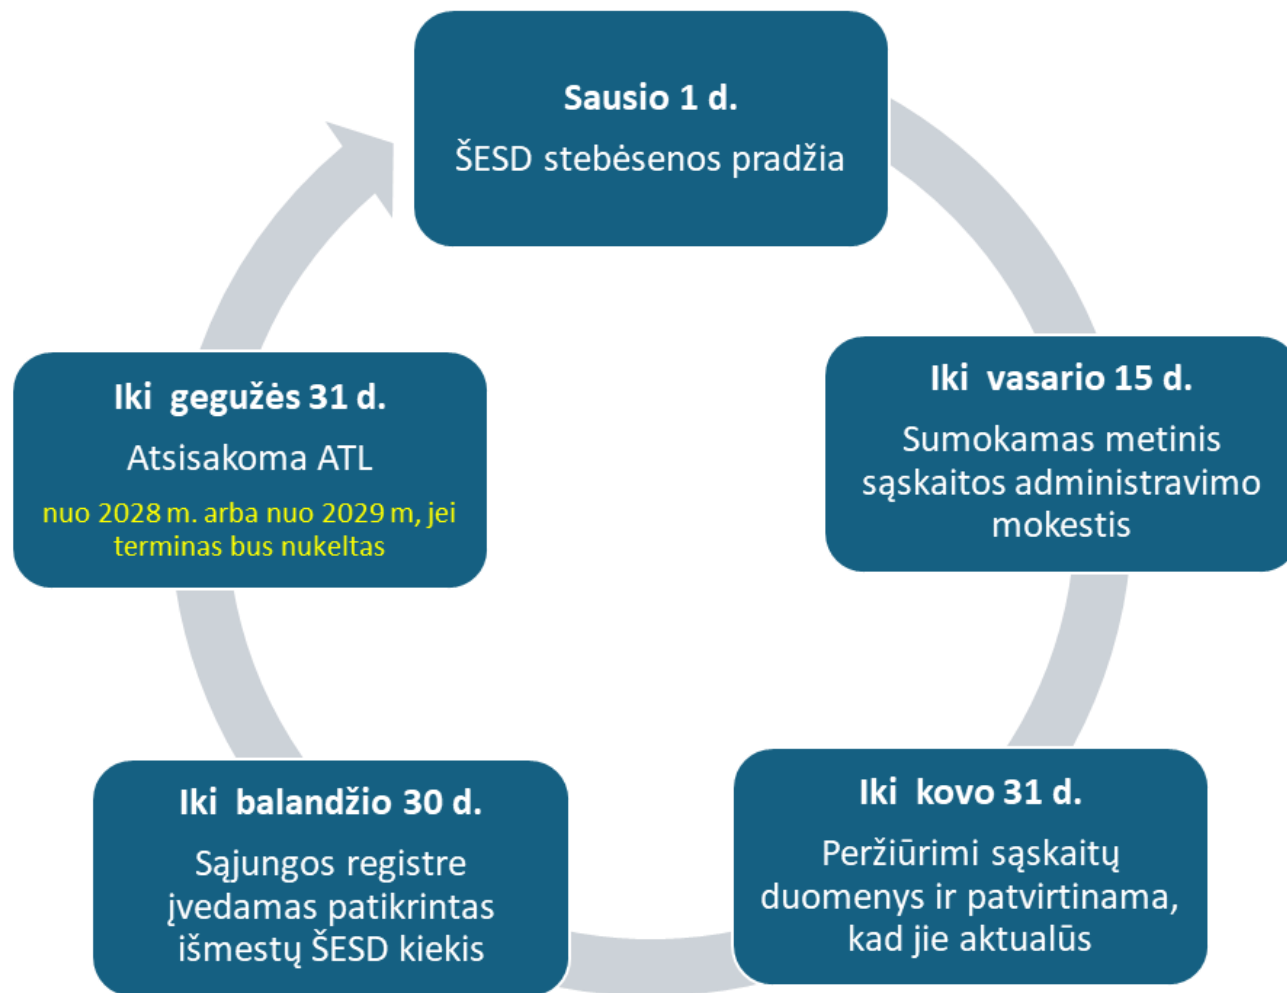 Sausio 1 d.
ŠESD stebėsenos pradžia
Iki vasario 15 d.
Sumokamas metinis
sąskaitos administravimo
mokestis
Iki kovo 31 d.
Peržiūrimi sąskaitų
duomenys ir patvirtinama,
kad jie aktualūs
Iki balandžio 30 d.
Sąjungos registre
įvedamas patikrintas
išmestų ŠESD kiekis
Iki gegužės 31 d.
Atsisakoma ATL
nuo 2028 m. arba nuo 2029 m, jei
terminas bus nukeltas